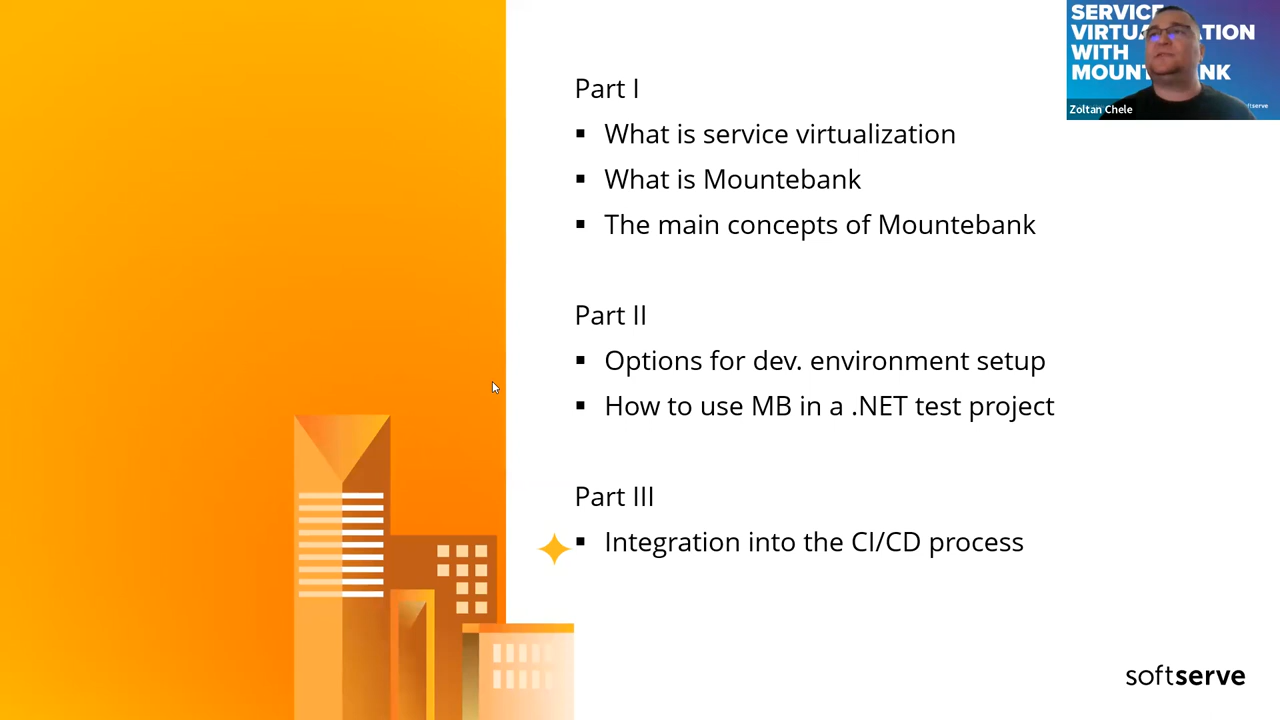 Part I
▪ What is service virtualization
▪ What is Mountebank
▪ The main concepts of Mountebank
Part II
▪ Options for dev. environment setup
▪ How to use MB in a .NET test project
Part III
▪ Integration into the CI/CD process
softserve
SERVICE
WITH
Zoltan Chele